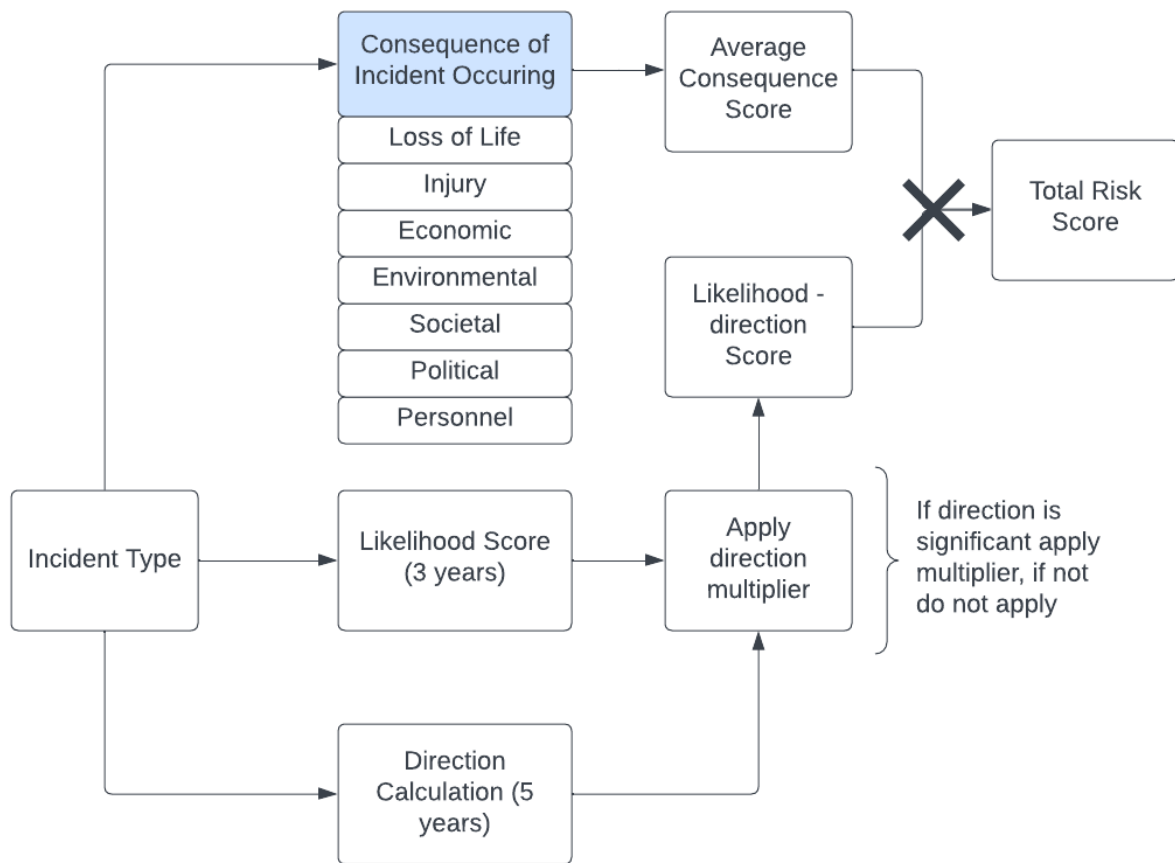 Consequence of
Incident Occuring
Loss of Life
Injury
Economic
Environmental
Societal
Political
Personnel
Average
Consequence
Score
Total Risk
Score
Likelihood -
direction
Score
Incident Type
Likelihood Score
(3 years)
Apply
direction
multiplier
If direction is
significant apply
multiplier, if not
do not apply
Direction
Calculation (5
years)